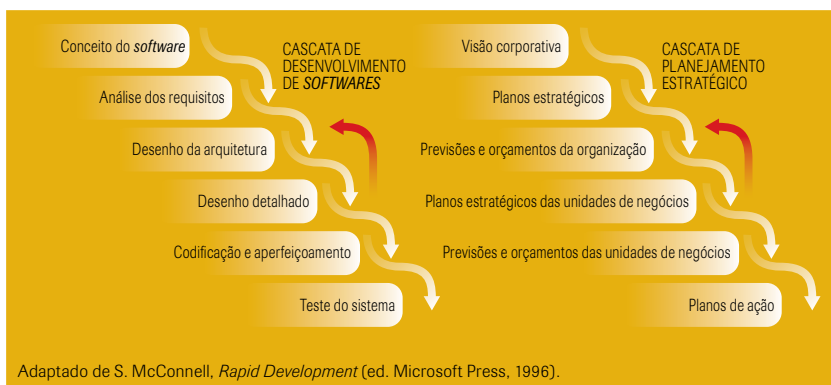 Conceito do software
CASCATA DE
DESENVOLVIMENTO
DE SOFTWARES
Análise dos requisitos
Desenho da arquitetura
Desenho detalhado
Codificação e aperfeiçoamento
Teste do sistema
Visão corporativa
CASCATA DE
PLANEJAMENTO
ESTRATÉGICO
Planos estratégicos
Previsões e orçamentos da organização
Planos estratégicos das unidades de negócios
Previsões e orçamentos das unidades de negócios
Planos de ação
Adaptado de S. McConnell, Rapid Development (ed. Microsoft Press, 1996).